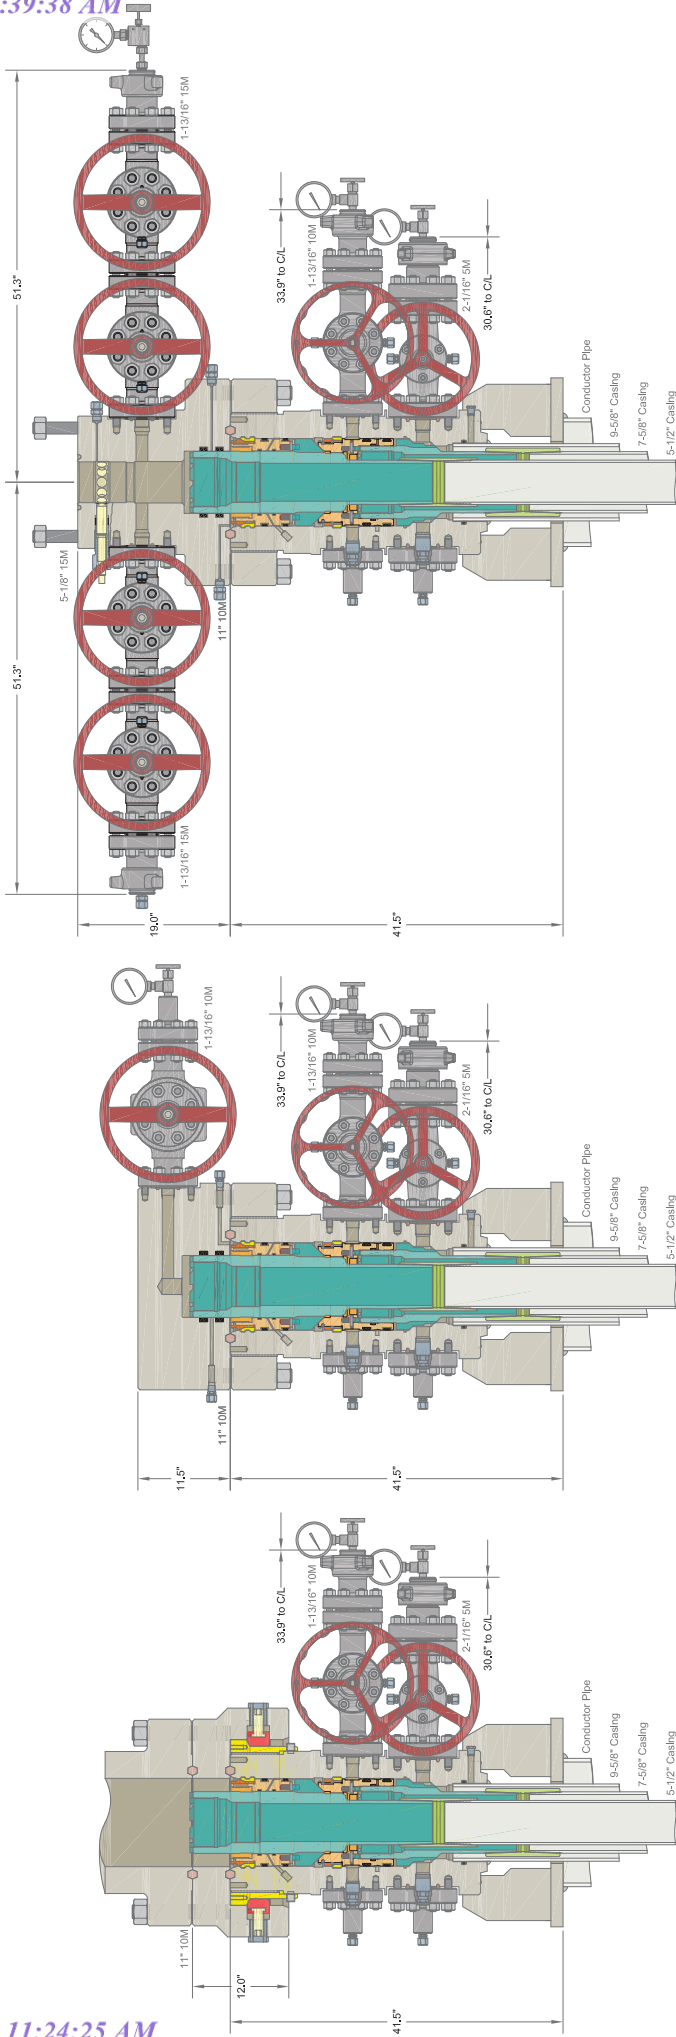 :39:38 AM
1-13/16" 15M
51.3"
33.9" to C/L
1-13/16" 10M
2-1/16" 5M
30.6" to C/L
Conductor Pipe
9-5/8" Casing
7-5/8" Casing
5-1/2" Casing
5-1/8" 15M
11" 10M
51.3"
1-13/16" 15M
19.0"
41.5"
1-13/16" 10M
33.9" to C/L
1-13/16" 10M
2-1/16" 5M
30.6" to C/L
Conductor Pipe
9-5/8" Casing
7-5/8" Casing
5-1/2" Casing
11" 10M
11.5"
41.5"
33.9" to C/L
1-13/16" 10M
2-1/16" 5M
30.6" to C/L
Conductor Pipe
9-5/8" Casing
7-5/8" Casing
5-1/2" Casing
11" 10M
12.0"
41.5"
11:24:25 AM